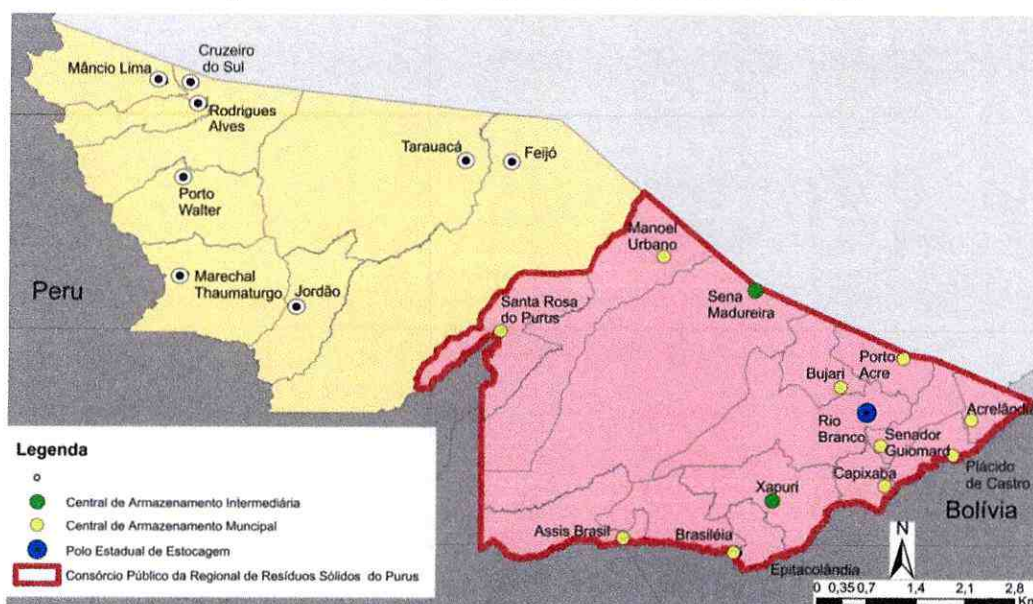 Cruzeiro
do Sul
Mâncio Lima
Rodrigues
Alves
Tarauacá
Feijó
Porto
Walter
Manoel
Urbano
Marechal
Thaumaturgo
Jordão
Peru
Santa Rosa
do Purus
Sena
Madureira
Porto
Acre
Bujari
Acrelândia
Rio
Branco
Senador
Guiomard
Plácido
de Castro
Capixaba
Xapuri
Bolívia
Assis Brasil
Brasiléia
Epitacolândia
Legenda
Central de Armazenamento Intermediária
Central de Armazenamento Muncipal
Polo Estadual de Estocagem
Consórcio Público da Regional de Resíduos Sólidos do Purus
N
0 0,35 0,7 1,4 2,1 2,8
Km